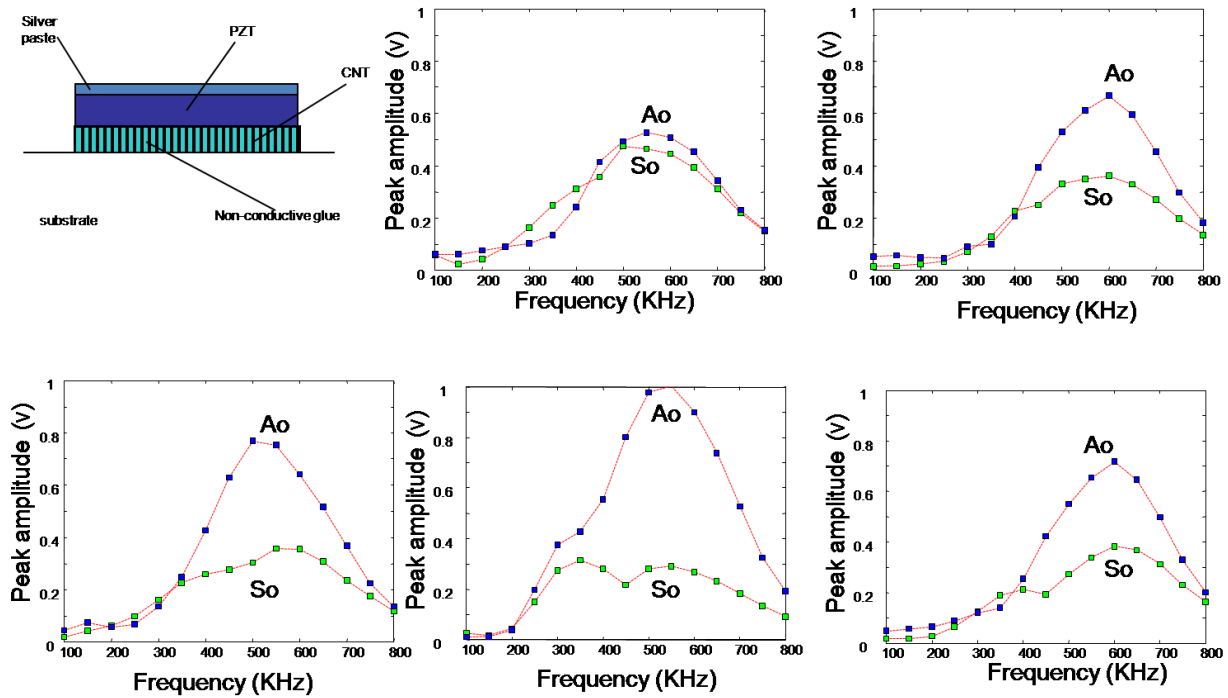 Silver
paste
PZT
CNT
Non-conductive glue
substrate
Peak amplitude (v)
1
0.8
0.6
0.4
0.2
0
Ao
So
100 200 300 400 500 600 700 800
Frequency (KHz)
Peak amplitude (v)
1
0.8
0.6
0.4
0.2
0
Ao
So
100 200 300 400 500 600 700 800
Frequency (KHz)
Peak amplitude (v)
1
0.8
0.6
0.4
0.2
0
Ao
So
100 200 300 400 500 600 700 800
Frequency (KHz)
Peak amplitude (v)
1
0.8
0.6
0.4
0.2
0
Ao
So
100 200 300 400 500 600 700 800
Frequency (KHz)
Peak amplitude (v)
1
0.8
0.6
0.4
0.2
0
Ao
So
100 200 300 400 500 600 700 800
Frequency (KHz)